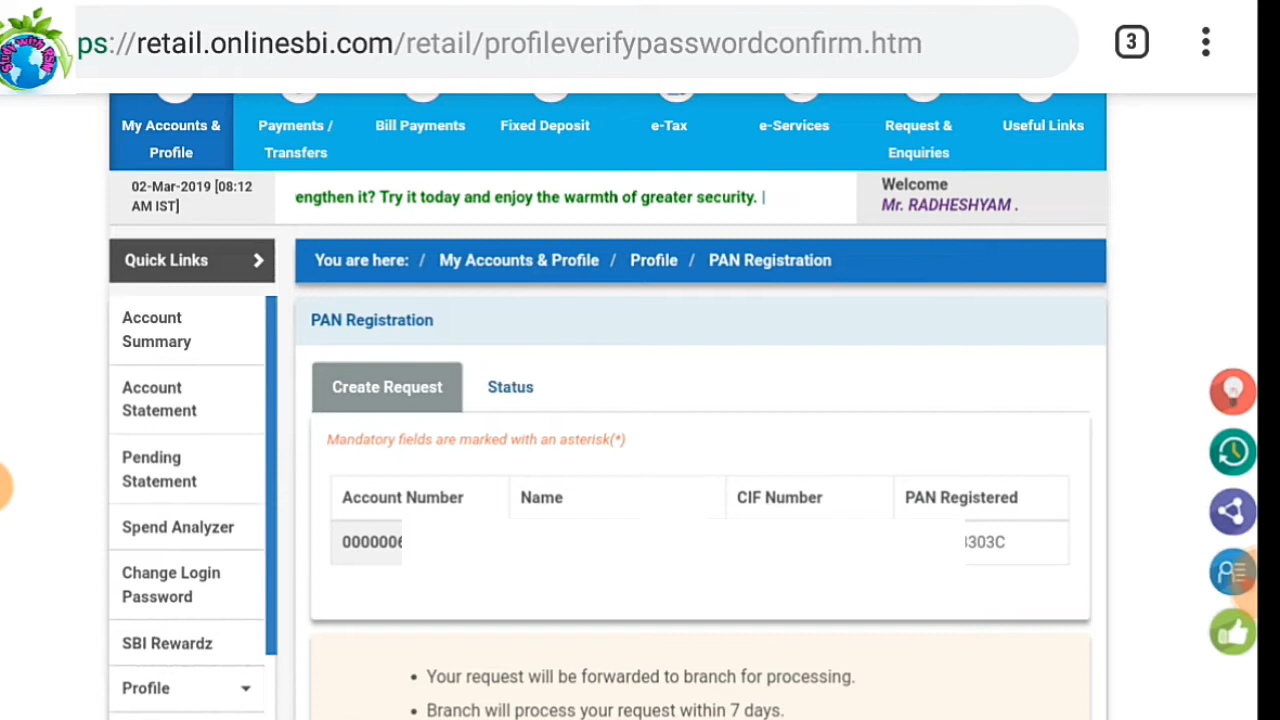 ps://retail.onlinesbi.com/retail/profileverifypasswordconfirm.htm
3
My Accounts &
Profile
Payments /
Transfers
Bill Payments
Fixed Deposit
e-Tax
e-Services
Request &
Enquiries
Useful Links
02-Mar-2019 [08:12
AM IST]
engthen it? Try it today and enjoy the warmth of greater security. |
Welcome
Mr. RADHESHYAM .
Quick Links
You are here: / My Accounts & Profile / Profile / PAN Registration
Account
Summary
Account
Statement
Pending
Statement
Spend Analyzer
Change Login
Password
SBI Rewardz
Profile
PAN Registration
Create Request Status
Mandatory fields are marked with an asterisk(*)
Account Number Name CIF Number PAN Registered
0000006 303C
• Your request will be forwarded to branch for processing.
• Branch will process your request within 7 days.